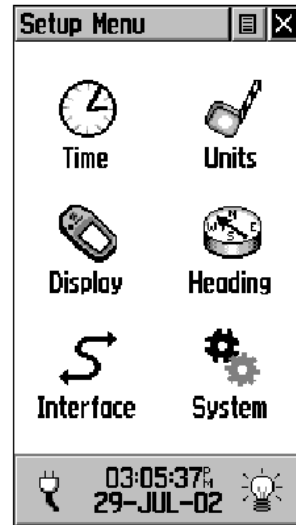 Setup Menu
Time Units
Display Heading
N
W E
S
Interface System
03:05:37PM
29-JUL-02